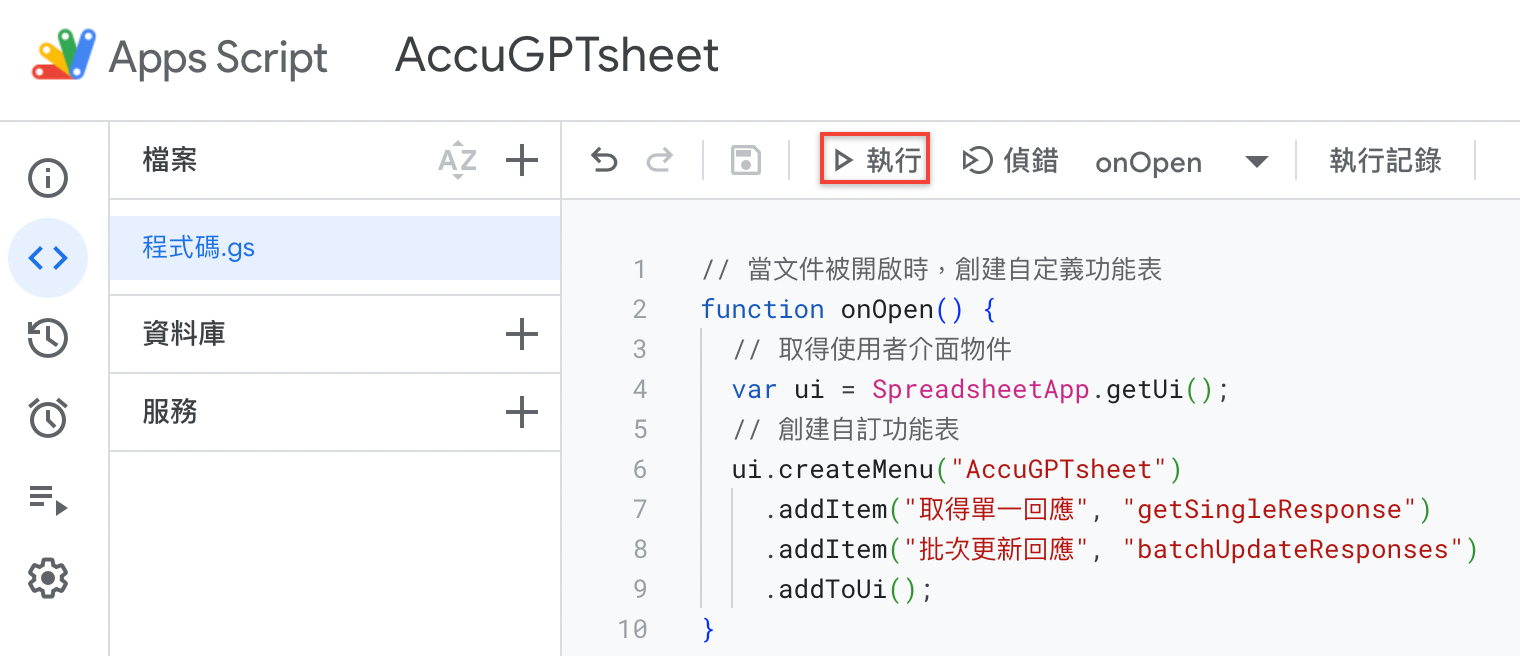 Apps Script AccuGPTsheet
檔案 AZ
執行 偵錯 onOpen 執行記錄
程式碼.gs
資料庫
服務
1 // 當文件被開啟時，創建自定義功能表
2 function onOpen() {
3 // 取得使用者介面物件
4 var ui = SpreadsheetApp.getUi();
5 // 創建自訂功能表
6 ui.createMenu("AccuGPTsheet")
7 .addItem("取得單一回應", "getSingleResponse")
8 .addItem("批次更新回應", "batchUpdateResponses")
9 .addToUi();
10 }